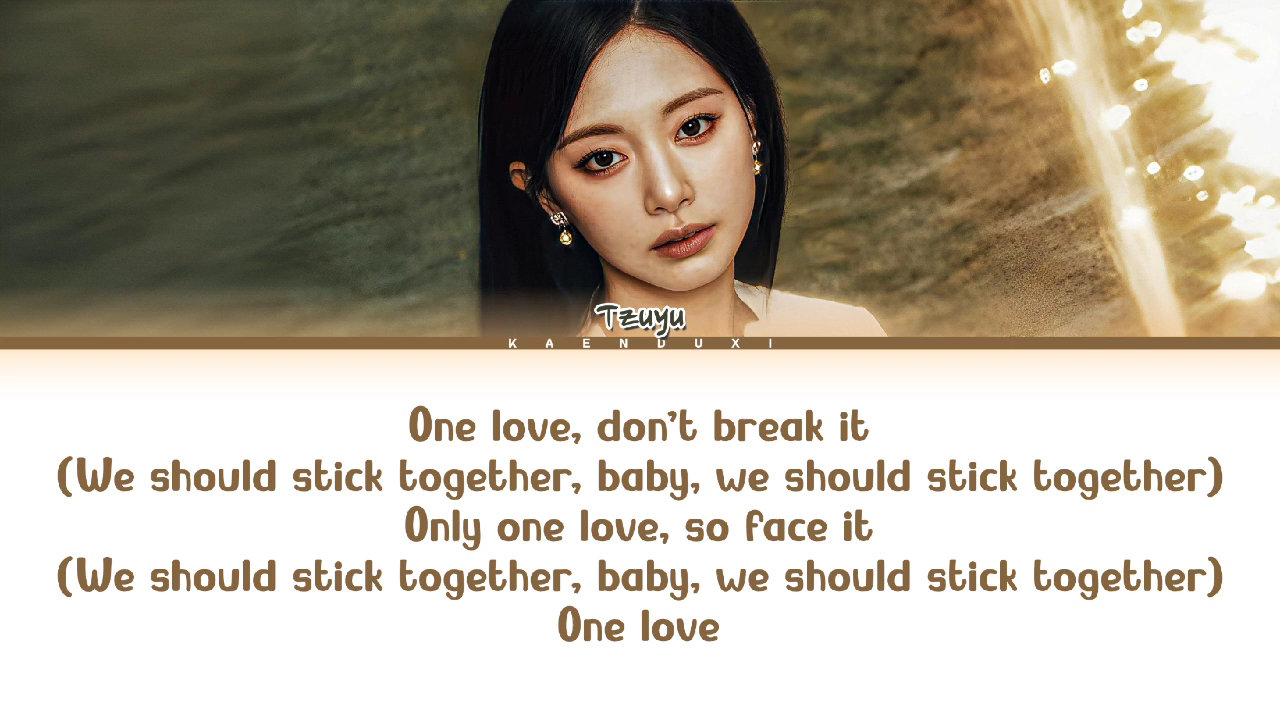 Tzuyu
KAENDUXI
One love, don't break it
(We should stick together, baby, we should stick together)
Only one love, so face it
(We should stick together, baby, we should stick together)
One love